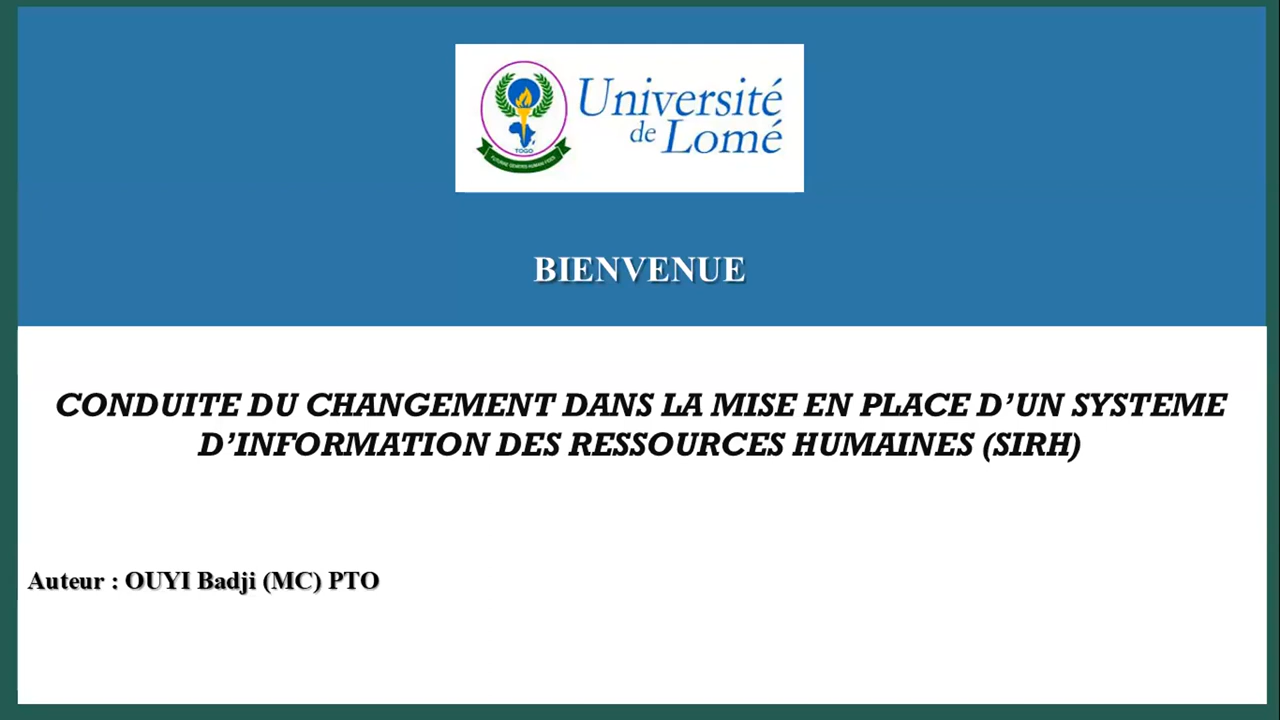 Université
de Lomé
TOGO
BIENVENUE
CONDUITE DU CHANGEMENT DANS LA MISE EN PLACE D’UN SYSTEME
D’INFORMATION DES RESSOURCES HUMAINES (SIRH)
Auteur : OUYI Badji (MC) PTO